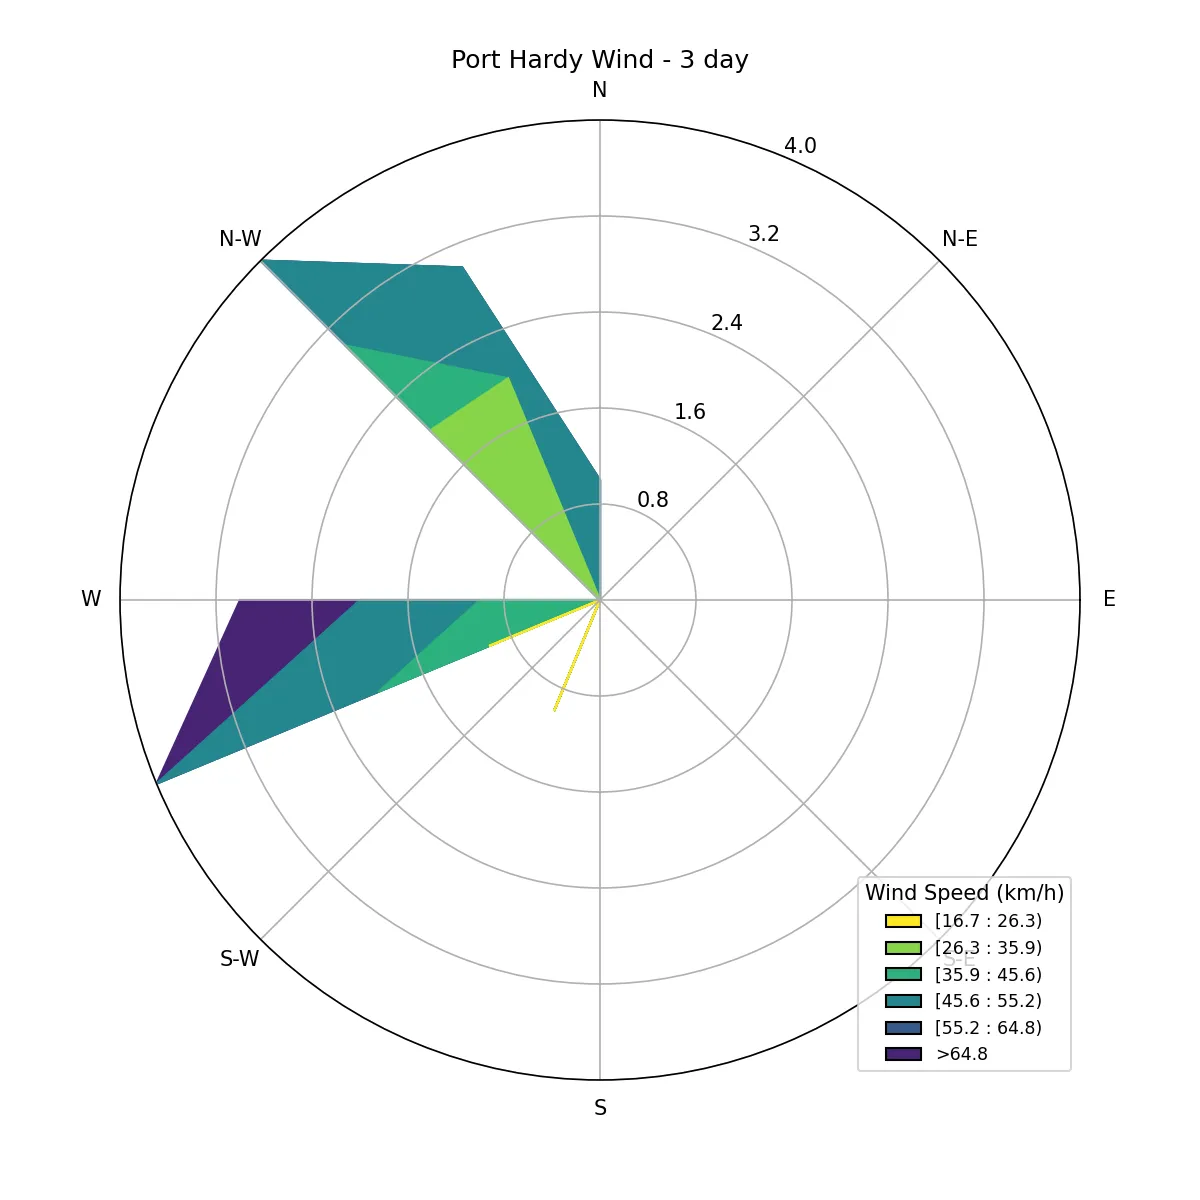 Port Hardy Wind - 3 day
N
4.0
N-W
N-E
3.2
2.4
1.6
0.8
W
E
S-W
S-E
S
Wind Speed (km/h)
[16.7 : 26.3)
[26.3 : 35.9)
[35.9 : 45.6)
[45.6 : 55.2)
[55.2 : 64.8)
>64.8